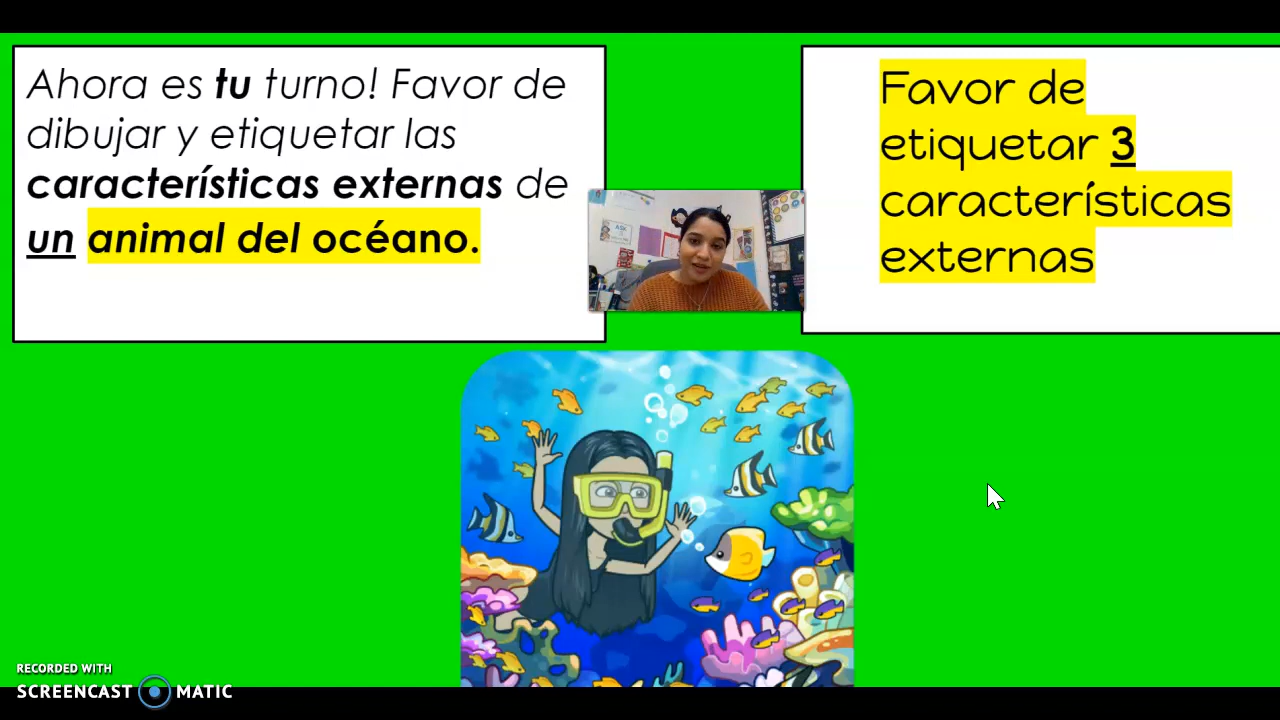 Ahora es tu turno! Favor de
dibujar y etiquetar las
características externas de
un animal del océano.
Favor de
etiquetar 3
características
externas
RECORDED WITH
SCREENCAST MATIC